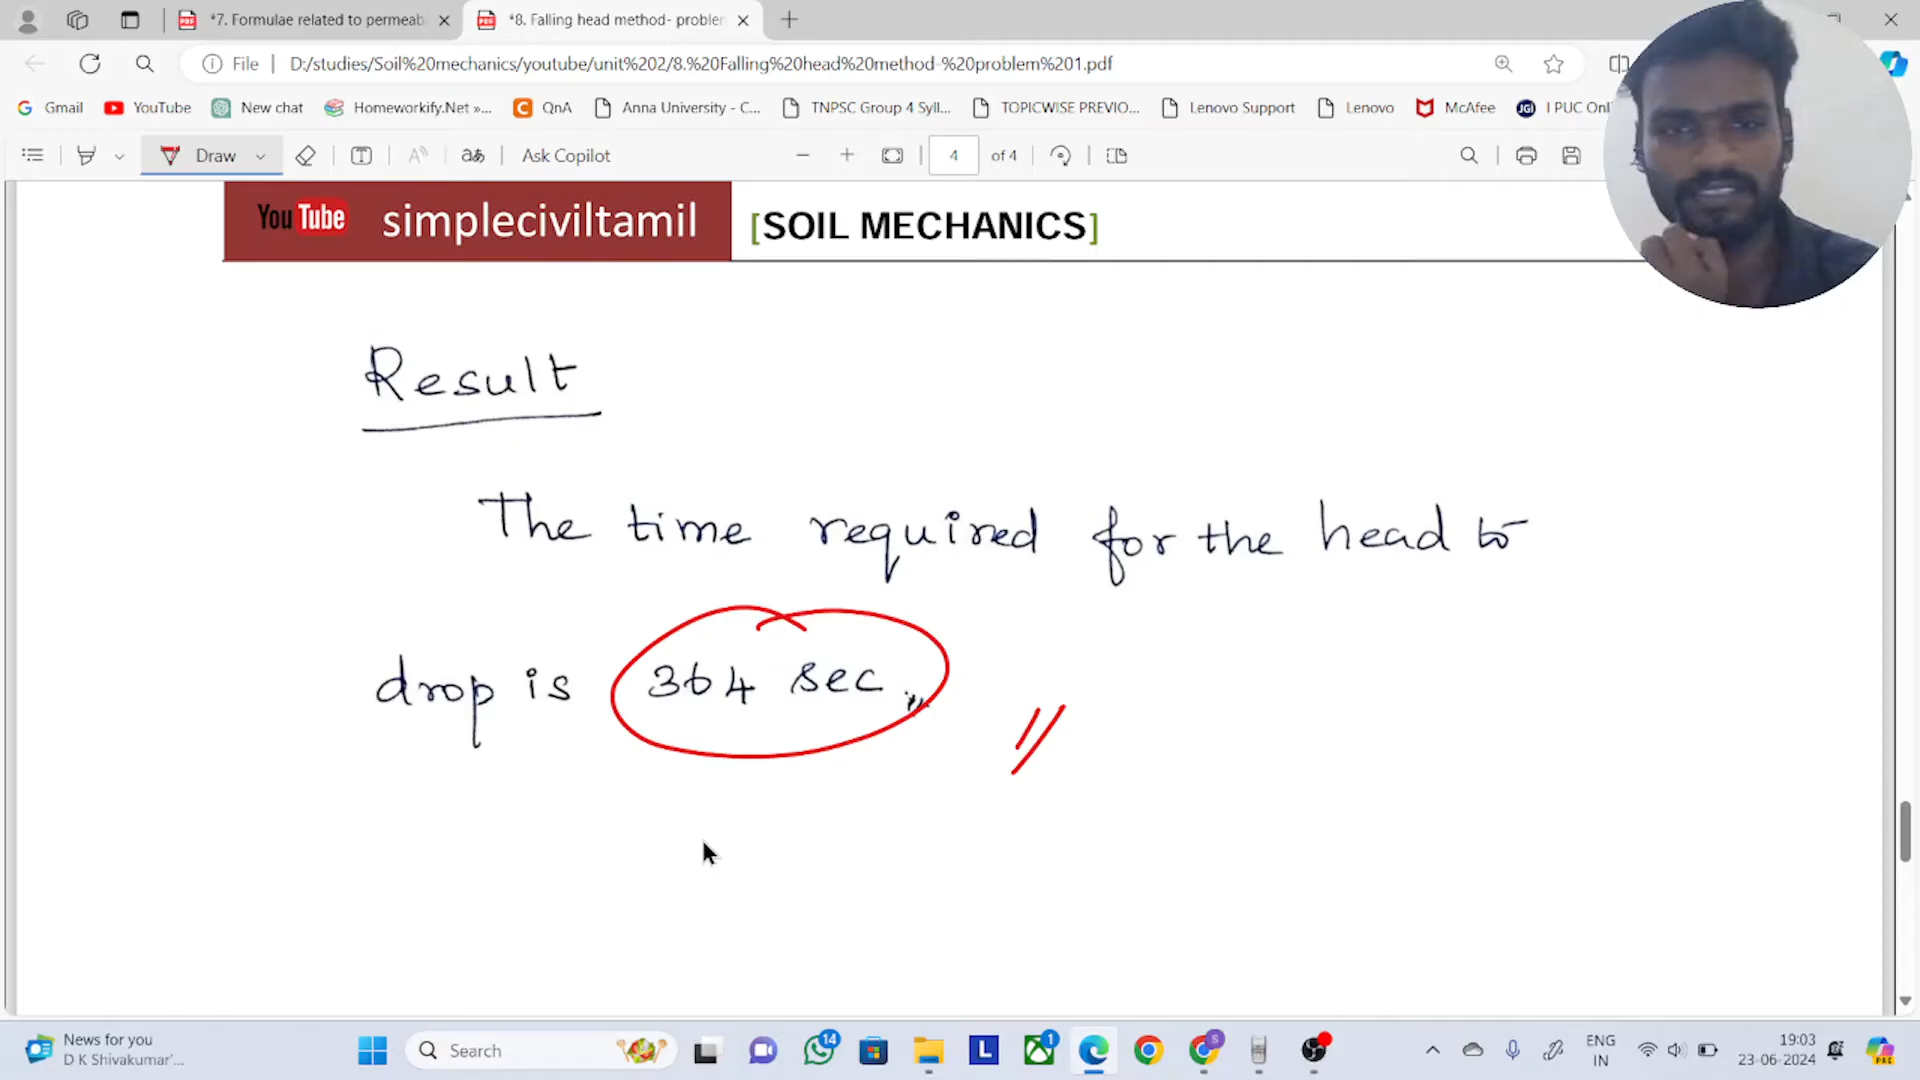 *7. Formulae related to permeabi
*8. Falling head method- problem
File
D:/studies/Soil%20mechanics/youtube/unit%202/8.%20Falling%20head%20method-%20problem%201.pdf
Gmail
YouTube
New chat
Homeworkify.Net »...
QnA
Anna University - C...
TNPSC Group 4 Syll...
TOPICWISE PREVIO...
Lenovo Support
Lenovo
McAfee
JGi
I PUC Onl
Draw
Ask Copilot
4 of 4
YouTube simpleciviltamil [SOIL MECHANICS]
Result
The time required for the head to
drop is 364 sec
News for you
D K Shivakumar'...
Search
14
1
ENG
IN
19:03
23-06-2024